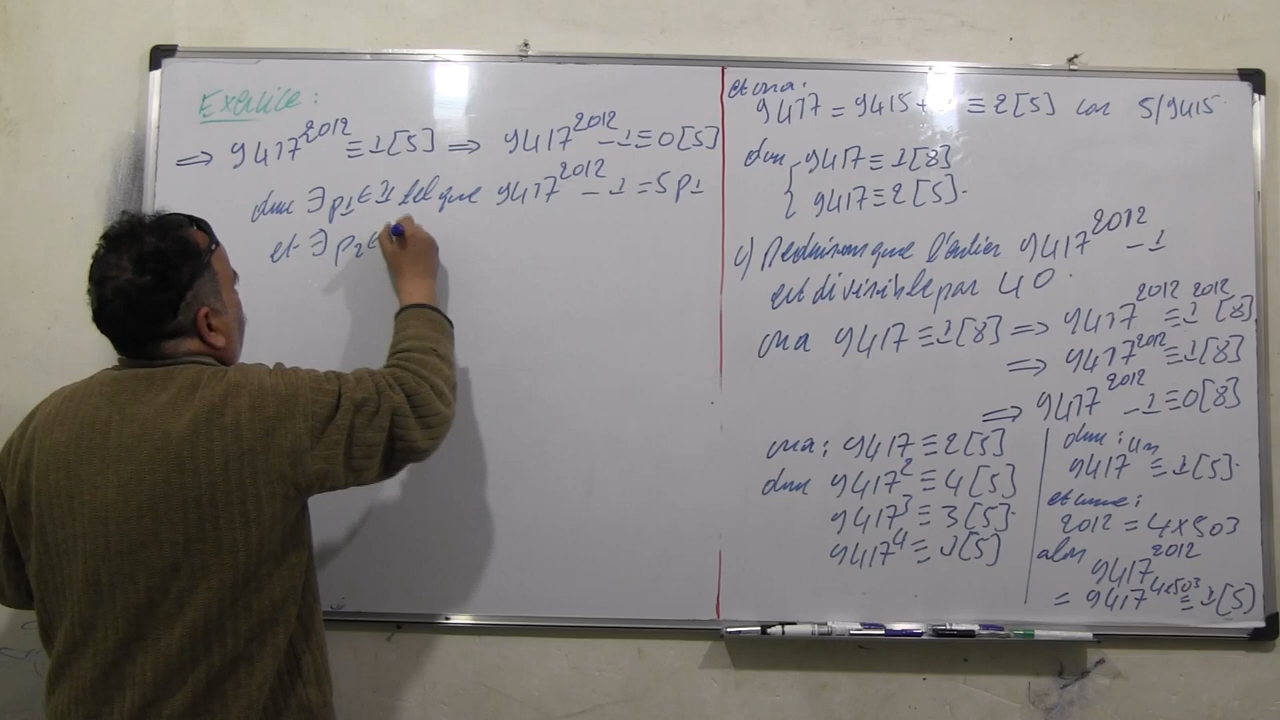 Exercice :
⟹ 9417^2012 ≡ 1[5] ⟹ 9417^2012 - 1 ≡ 0[5]
donc ∃ p1 ∈ ℤ tel que 9417^2012 - 1 = 5 p1
et ∃ p2 ∈
et on a :
9417 = 9415 + ≡ 2[5] car 5/9415.
donc { 9417 ≡ 1[8]
9417 ≡ 2[5].
c) Déduisons que l'entier 9417^2012 - 1
est divisible par 40.
on a 9417 ≡ 1[8] ⟹ 9417^2012 ≡ 1^2012 [8]
⟹ 9417^2012 ≡ 1[8]
⟹ 9417^2012 - 1 ≡ 0[8]
on a : 9417 ≡ 2[5]
donc 9417^2 ≡ 4[5]
9417^3 ≡ 3[5]
9417^4 ≡ 1[5]
donc :
9417^4n ≡ 1[5].
et comme :
2012 = 4×503
alors
9417^2012
= 9417^4×503 ≡ 1[5]